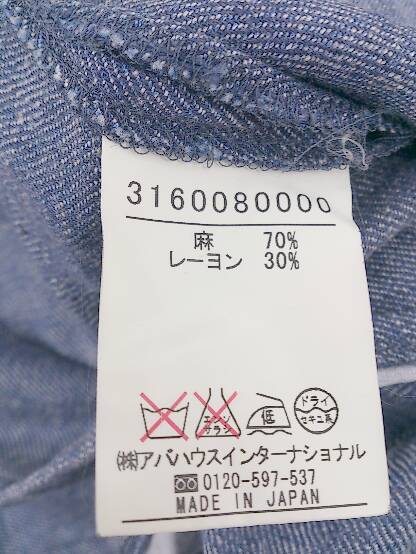 3160080000
麻 70%
レーヨン 30%
エンソ
サラシ
低
ドライ
セキユ系
㈱アバハウスインターナショナル
0120-597-537
MADE IN JAPAN